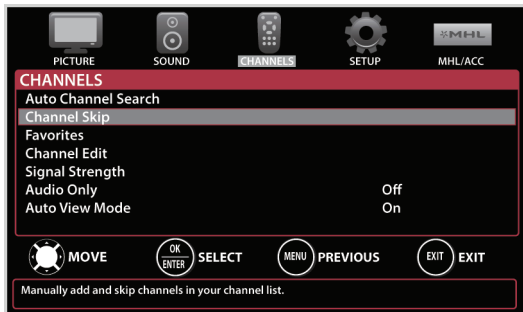 MHL
PICTURE SOUND CHANNELS SETUP MHL/ACC
CHANNELS
Auto Channel Search
Channel Skip
Favorites
Channel Edit
Signal Strength
Audio Only Off
Auto View Mode On
MOVE OK ENTER SELECT MENU PREVIOUS EXIT EXIT
Manually add and skip channels in your channel list.